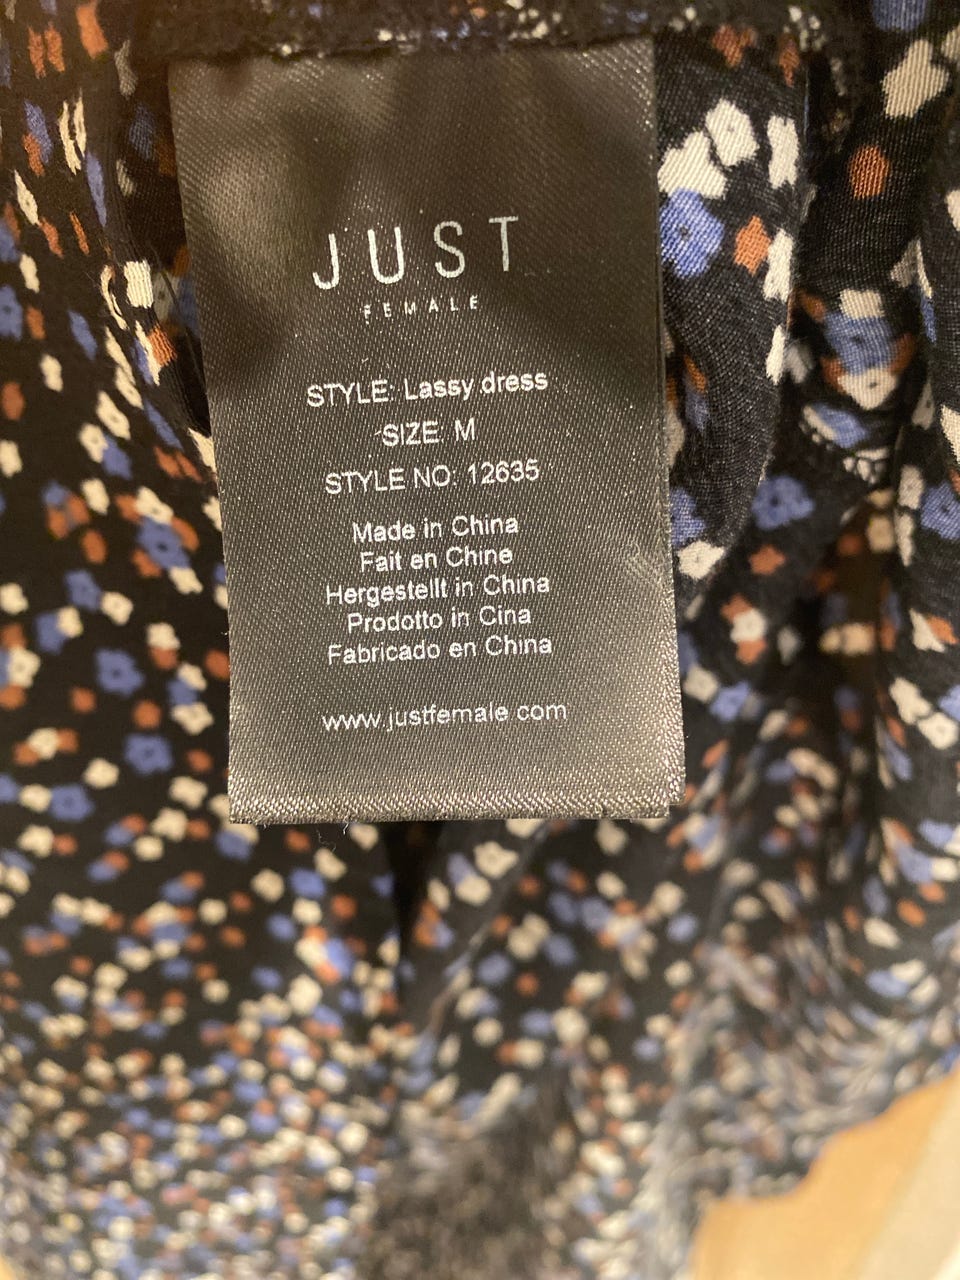 JUST
FEMALE
STYLE: Lassy dress
SIZE M
STYLE NO: 12635
Made in China
Fait en Chine
Hergestellt in China
Prodotto in Cina
Fabricado en China
www.justfemale.com